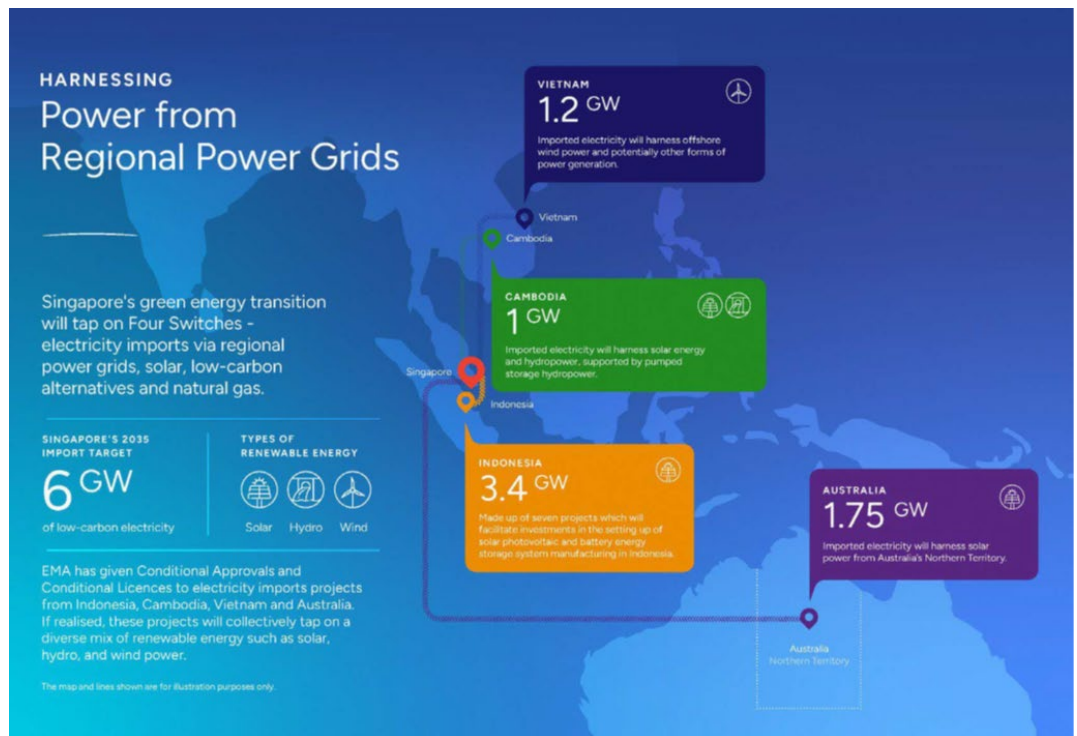 HARNESSING
Power from
Regional Power Grids
Singapore's green energy transition
will tap on Four Switches -
electricity imports via regional
power grids, solar, low-carbon
alternatives and natural gas.
SINGAPORE'S 2035
IMPORT TARGET
6 GW
of low-carbon electricity
TYPES OF
RENEWABLE ENERGY
Solar Hydro Wind
EMA has given Conditional Approvals and
Conditional Licences to electricity imports projects
from Indonesia, Cambodia, Vietnam and Australia.
If realised, these projects will collectively tap on a
diverse mix of renewable energy such as solar,
hydro, and wind power.
The map and lines shown are for illustration purposes only.
VIETNAM
1.2 GW
Imported electricity will harness offshore
wind power and potentially other forms of
power generation.
Vietnam
Cambodia
CAMBODIA
1 GW
Imported electricity will harness solar energy
and hydropower, supported by pumped
storage hydropower.
Singapore
Indonesia
INDONESIA
3.4 GW
Made up of seven projects which will
facilitate investments in the setting up of
solar photovoltaic and battery energy
storage system manufacturing in Indonesia.
AUSTRALIA
1.75 GW
Imported electricity will harness solar
power from Australia's Northern Territory.
Australia
Northern Territory